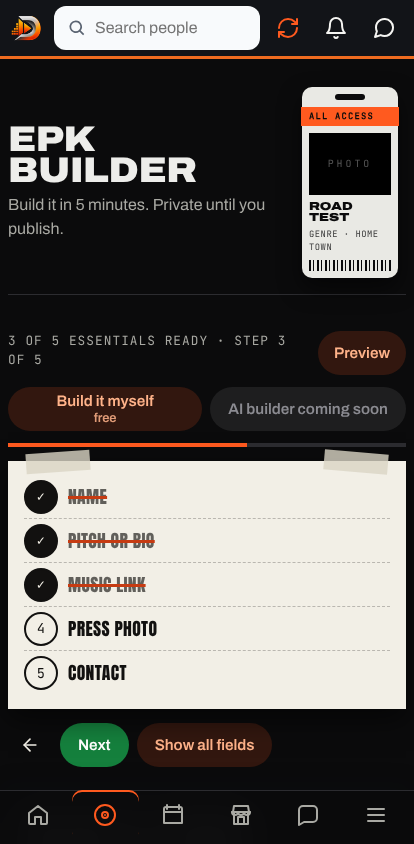 Search people
EPK
BUILDER
Build it in 5 minutes. Private until you
publish.
ALL ACCESS
PHOTO
ROAD
TEST
GENRE · HOME
TOWN
3 OF 5 ESSENTIALS READY · STEP 3
OF 5
Preview
Build it myself
free
AI builder coming soon
✓ NAME
✓ PITCH OR BIO
✓ MUSIC LINK
4 PRESS PHOTO
5 CONTACT
Next
Show all fields